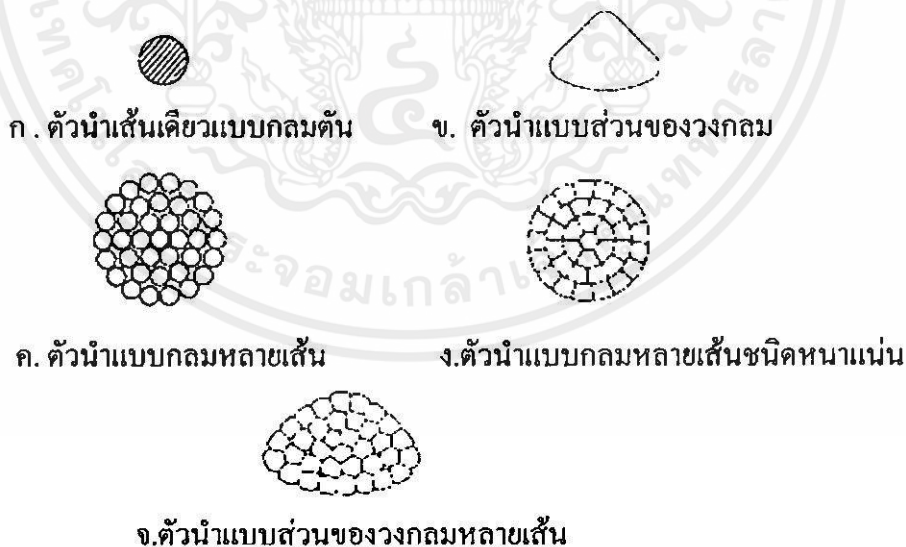 ก . ตัวนำเส้นเดียวแบบกลมตัน
ข. ตัวนำแบบส่วนของวงกลม
ค. ตัวนำแบบกลมหลายเส้น
ง.ตัวนำแบบกลมหลายเส้นชนิดหนาแน่น
จ.ตัวนำแบบส่วนของวงกลมหลายเส้น